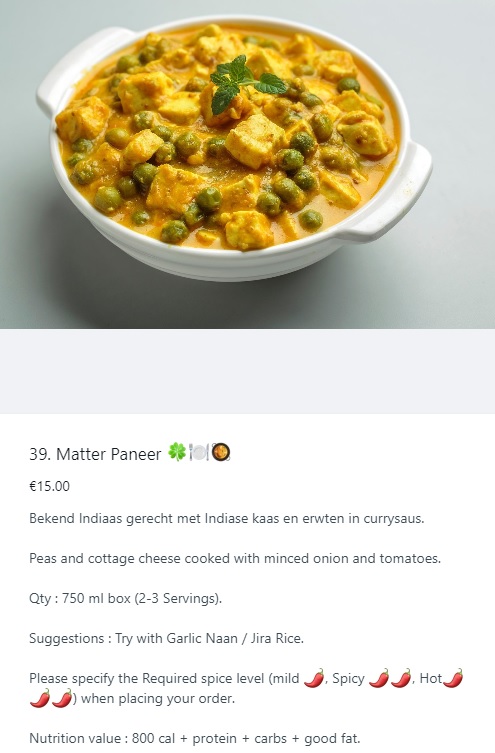 39. Matter Paneer 🍀🍽️🥘
€15.00
Bekend Indiaas gerecht met Indiase kaas en erwten in currysaus.
Peas and cottage cheese cooked with minced onion and tomatoes.
Qty : 750 ml box (2-3 Servings).
Suggestions : Try with Garlic Naan / Jira Rice.
Please specify the Required spice level (mild 🌶️, Spicy 🌶️🌶️, Hot🌶️
🌶️🌶️) when placing your order.
Nutrition value : 800 cal + protein + carbs + good fat.